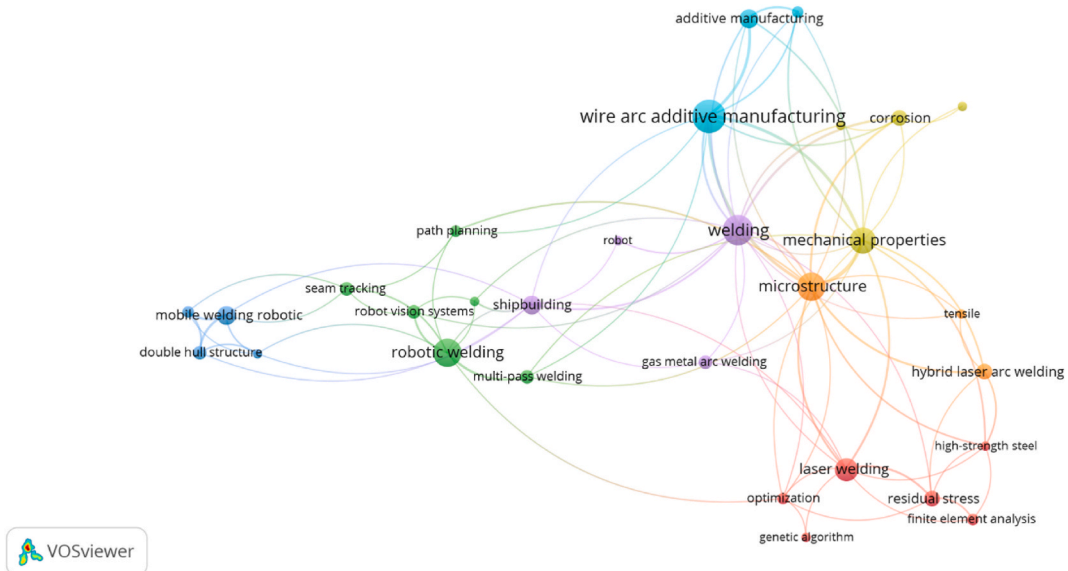 additive manufacturing
wire arc additive manufacturing
corrosion
path planning
robot
welding
mechanical properties
seam tracking
microstructure
mobile welding robotic
robot vision systems
shipbuilding
tensile
double hull structure
robotic welding
multi-pass welding
gas metal arc welding
hybrid laser arc welding
high-strength steel
laser welding
optimization
residual stress
finite element analysis
genetic algorithm
VOSviewer